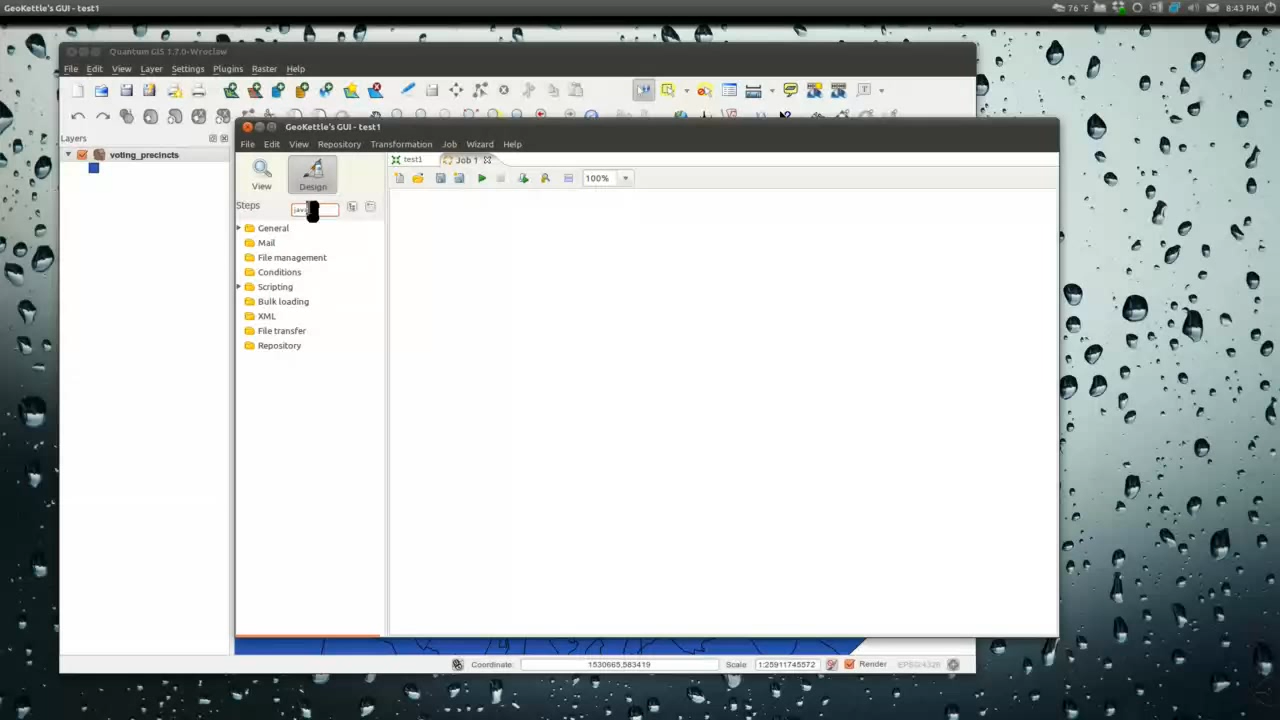 GeoKettle's GUI - test1
76 °F
8:43 PM
Quantum GIS 1.7.0-Wroclaw
File Edit View Layer Settings Plugins Raster Help
Layers
voting_precincts
GeoKettle's GUI - test1
File Edit View Repository Transformation Job Wizard Help
View
Design
test1
Job 1
100%
Steps
General
Mail
File management
Conditions
Scripting
Bulk loading
XML
File transfer
Repository
Coordinate: 1530665,583419 Scale 1:25911745572 Render EPSG:4326